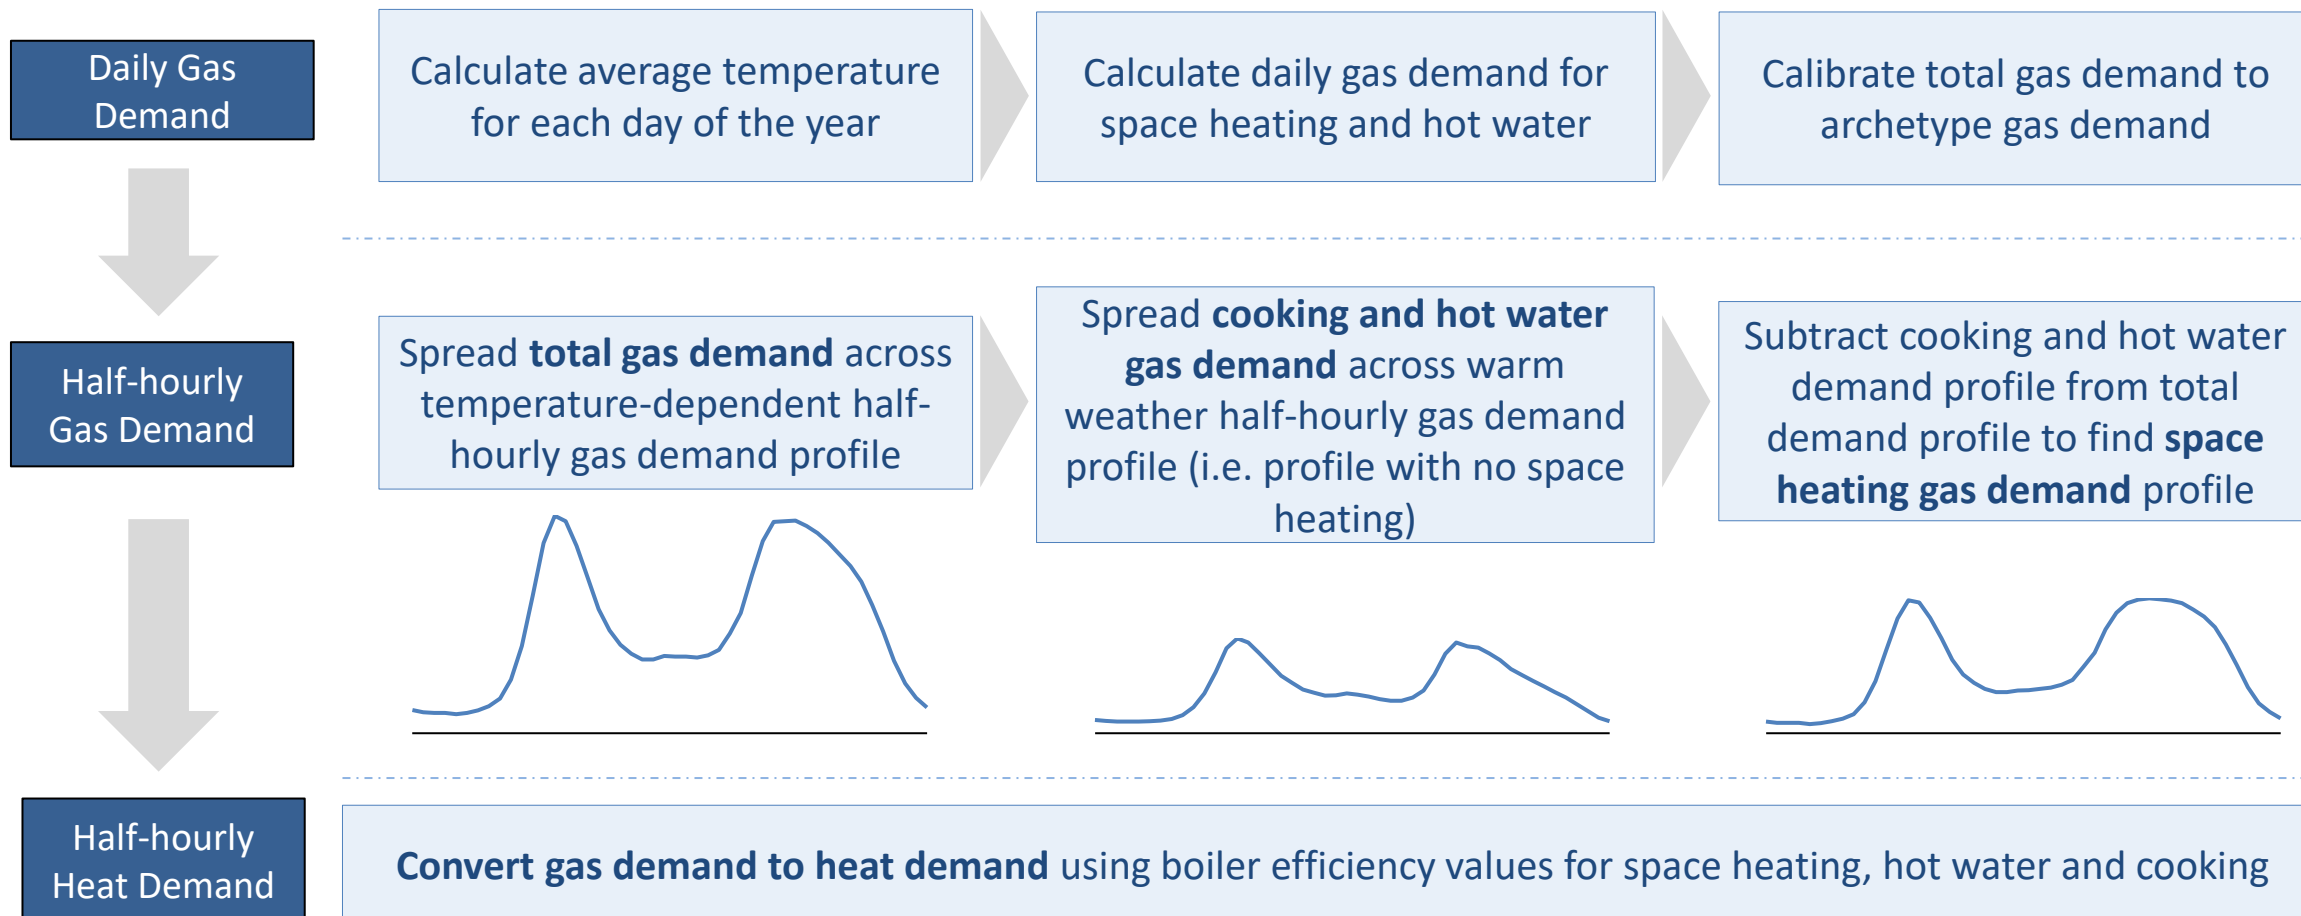 Daily Gas
Demand
Calculate average temperature
for each day of the year
Calculate daily gas demand for
space heating and hot water
Calibrate total gas demand to
archetype gas demand
Half-hourly
Gas Demand
Spread total gas demand across
temperature-dependent half-
hourly gas demand profile
Spread cooking and hot water
gas demand across warm
weather half-hourly gas demand
profile (i.e. profile with no space
heating)
Subtract cooking and hot water
demand profile from total
demand profile to find space
heating gas demand profile
Half-hourly
Heat Demand
Convert gas demand to heat demand using boiler efficiency values for space heating, hot water and cooking